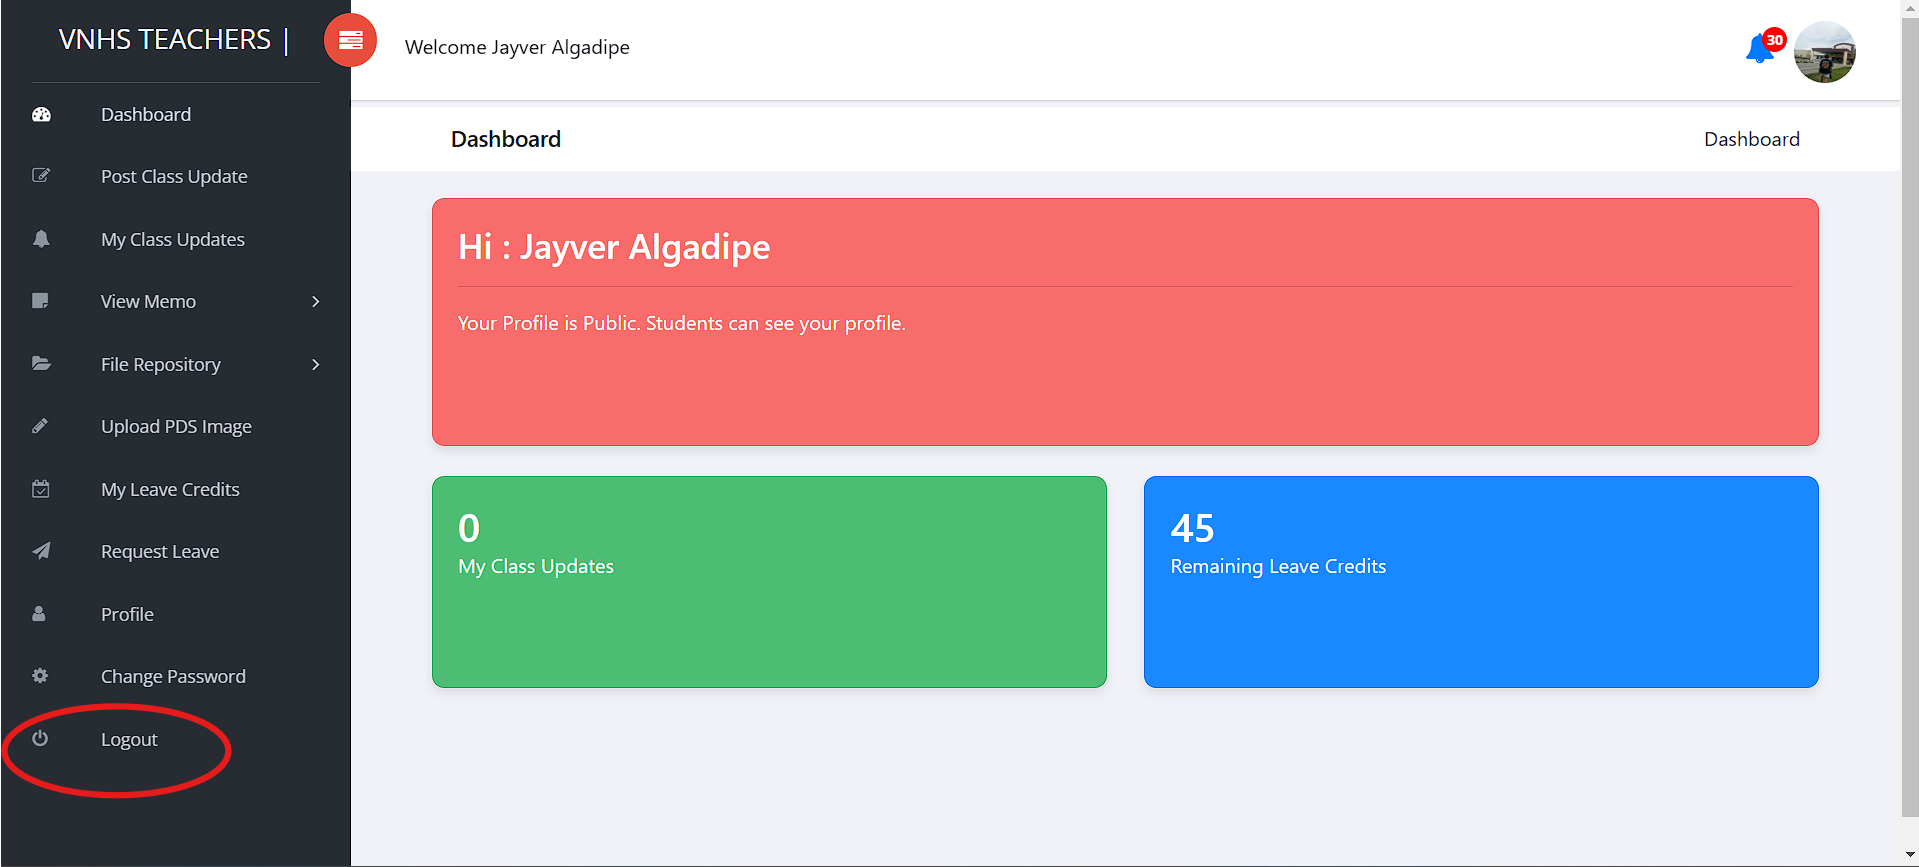 VNHS TEACHERS |
Welcome Jayver Algadipe
30
Dashboard
Post Class Update
My Class Updates
View Memo
File Repository
Upload PDS Image
My Leave Credits
Request Leave
Profile
Change Password
Logout
Dashboard
Dashboard
Hi : Jayver Algadipe
Your Profile is Public. Students can see your profile.
0
My Class Updates
45
Remaining Leave Credits